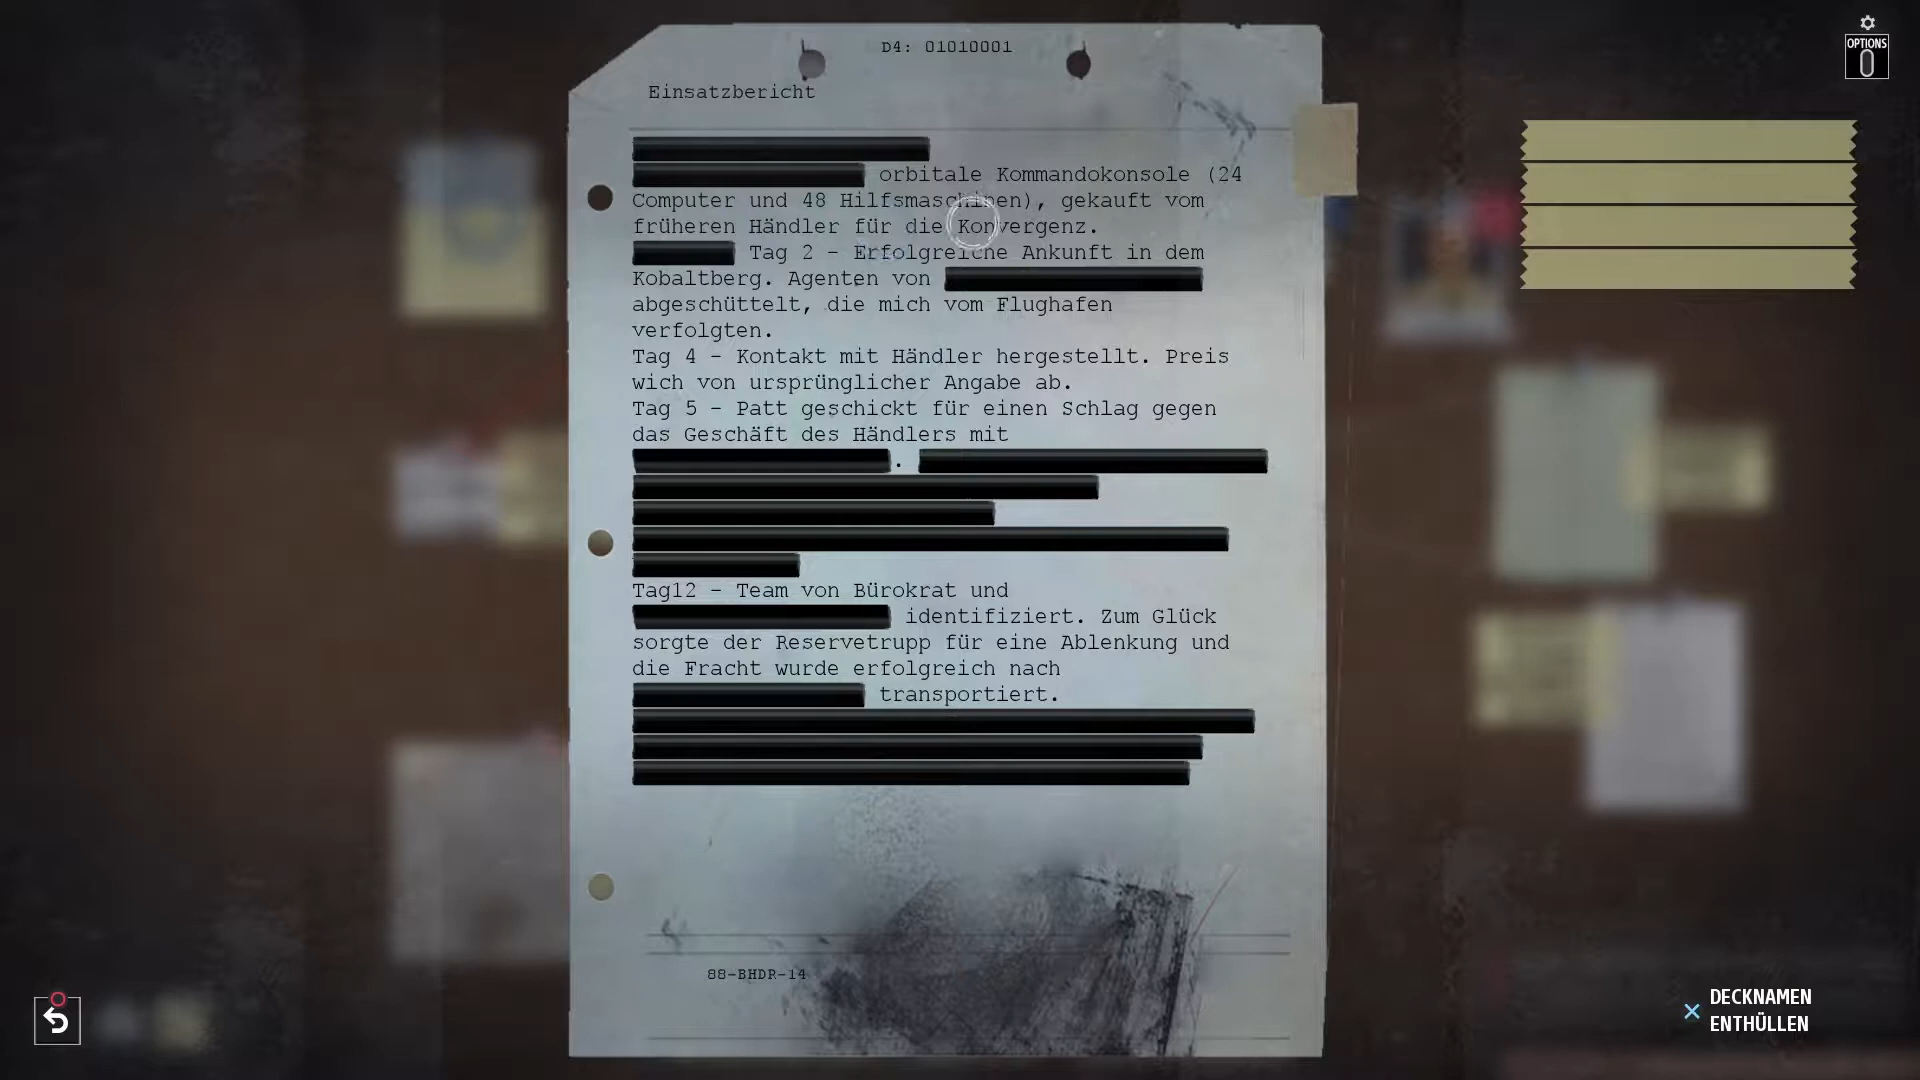 D4: 01010001
OPTIONS
Einsatzbericht
orbitale Kommandokonsole (24
Computer und 48 Hilfsmaschinen), gekauft vom
früheren Händler für die Konvergenz.
Tag 2 - Erfolgreiche Ankunft in dem
Kobaltberg. Agenten von
abgeschüttelt, die mich vom Flughafen
verfolgten.
Tag 4 - Kontakt mit Händler hergestellt. Preis
wich von ursprünglicher Angabe ab.
Tag 5 - Patt geschickt für einen Schlag gegen
das Geschäft des Händlers mit
.
Tag12 - Team von Bürokrat und
identifiziert. Zum Glück
sorgte der Reservetrupp für eine Ablenkung und
die Fracht wurde erfolgreich nach
transportiert.
88-BHDR-14
DECKNAMEN
ENTHÜLLEN